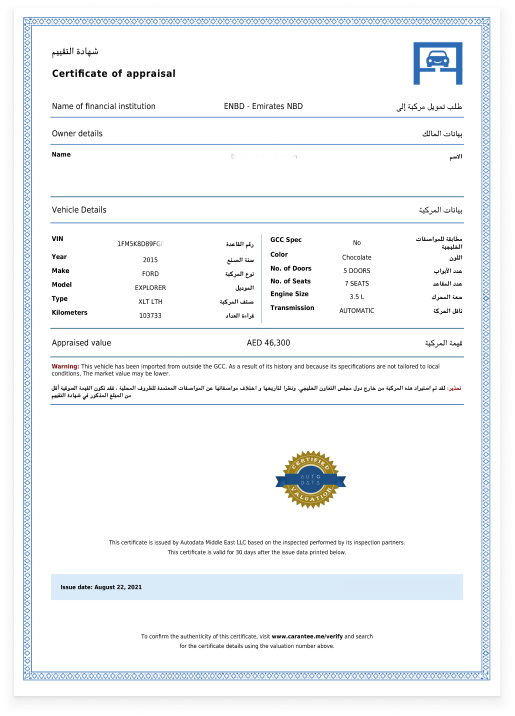 شهادة التقييم
Certificate of appraisal
Name of financial institution ENBD - Emirates NBD طلب تمويل مركبة إلى
Owner details بيانات المالك
Name الاسم
Vehicle Details بيانات المركبة
VIN 1FM5K8D89FG رقم القاعدة
Year 2015 سنة الصنع
Make FORD نوع المركبة
Model EXPLORER الموديل
Type XLT LTH صنف المركبة
Kilometers 103733 قراءة العداد
GCC Spec No مطابقة للمواصفات الخليجية
Color Chocolate اللون
No. of Doors 5 DOORS عدد الأبواب
No. of Seats 7 SEATS عدد المقاعد
Engine Size 3.5 L سعة المحرك
Transmission AUTOMATIC ناقل الحركة
Appraised value AED 46,300 قيمة المركبة
Warning: This vehicle has been imported from outside the GCC. As a result of its history and because its specifications are not tailored to local
conditions. The market value may be lower.
تحذير: لقد تم استيراد هذه المركبة من خارج دول مجلس التعاون الخليجي. ونظرا لتاريخها و اختلاف مواصفاتها عن المواصفات المعتمدة للظروف المحلية ، فقد تكون القيمة السوقية أقل
من المبلغ المذكور في شهادة التقييم
CERTIFIED
AUTO
DATA
VALUATION
This certificate is issued by Autodata Middle East LLC based on the inspected performed by its inspection partners.
This certificate is valid for 30 days after the issue data printed below.
Issue date: August 22, 2021
To confirm the authenticity of this certificate, visit www.carantee.me/verify and search
for the certificate details using the valuation number above.